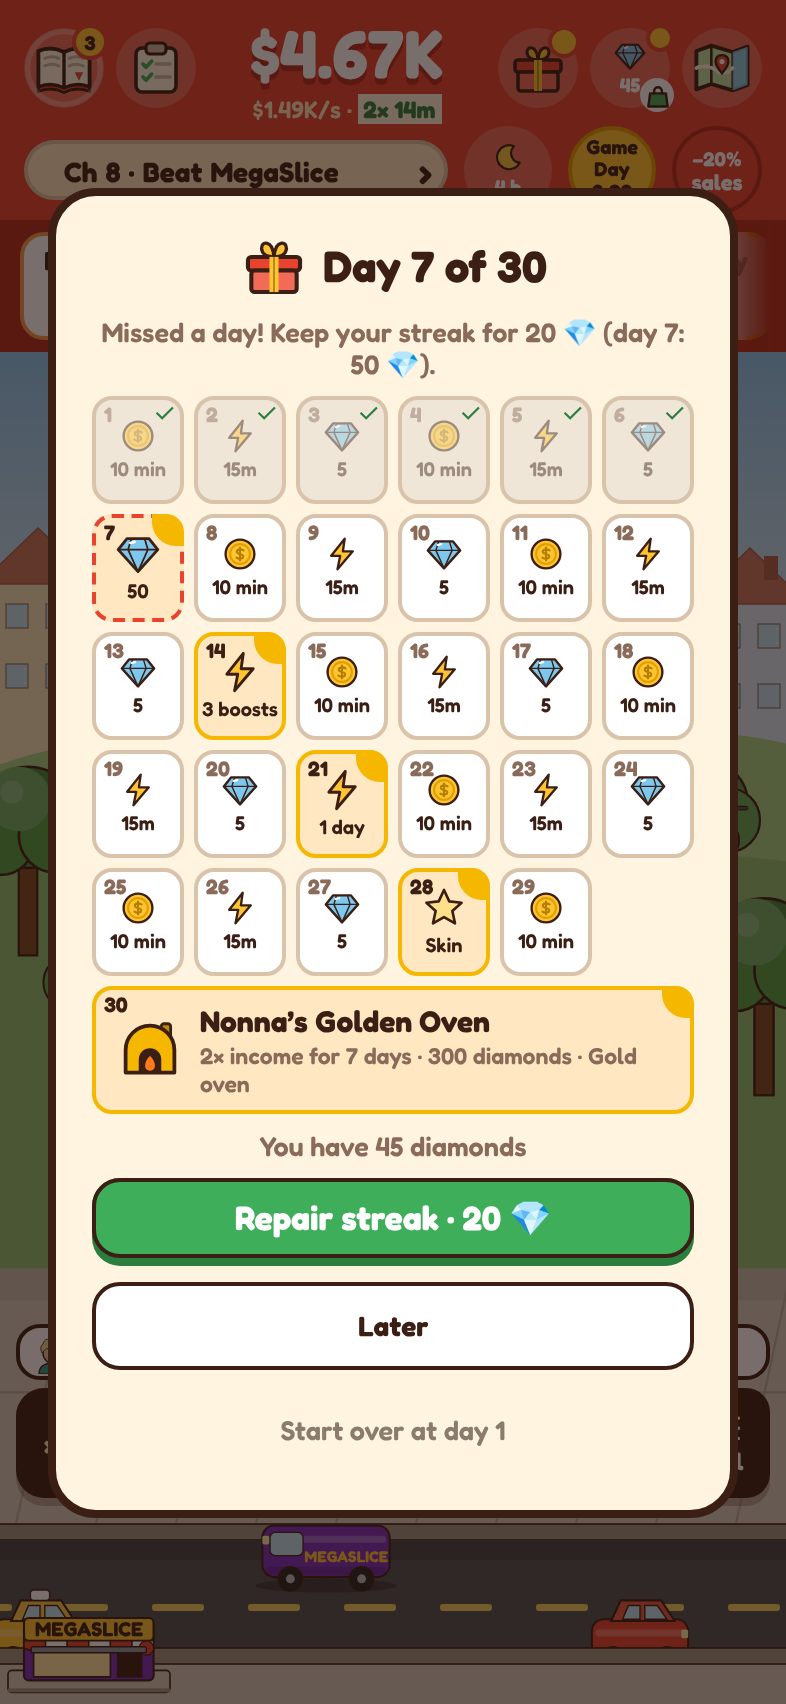 3
$4.67K
45
$1.49K/s · 2× 14m
Ch 8 · Beat MegaSlice
Game
Day
-20%
sales
Day 7 of 30
Missed a day! Keep your streak for 20 💎 (day 7:
50 💎).
1 2 3 4 5 6
10 min 15m 5 10 min 15m 5
7 8 9 10 11 12
50 10 min 15m 5 10 min 15m
13 14 15 16 17 18
5 3 boosts 10 min 15m 5 10 min
19 20 21 22 23 24
15m 5 1 day 10 min 15m 5
25 26 27 28 29
10 min 15m 5 Skin 10 min
30
Nonna’s Golden Oven
2× income for 7 days · 300 diamonds · Gold
oven
You have 45 diamonds
Repair streak · 20 💎
Later
Start over at day 1
MEGASLICE
MEGASLICE